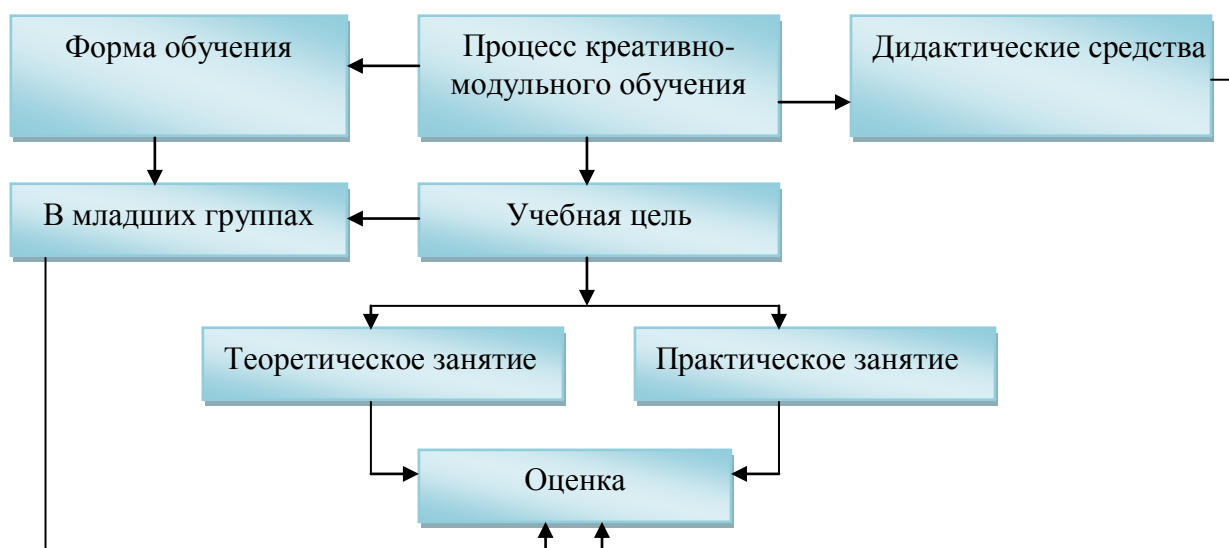 Форма обучения
Процесс креативно-
модульного обучения
Дидактические средства
В младших группах
Учебная цель
Теоретическое занятие
Практическое занятие
Оценка